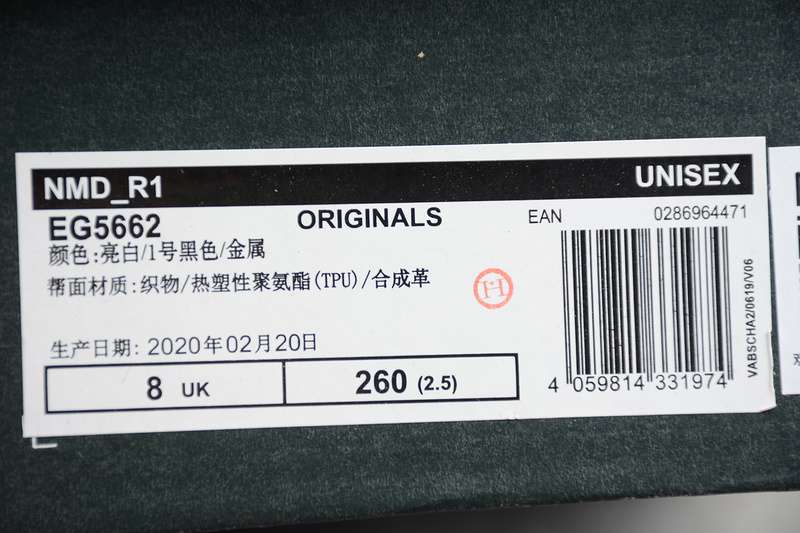 NMD_R1
UNISEX
EG5662
ORIGINALS
EAN
0286964471
颜色:亮白/1号黑色/金属
帮面材质:织物/热塑性聚氨酯(TPU)/合成革
H
生产日期: 2020年02月20日
8 UK
260 (2.5)
4 059814 331974
VABSCHA2/0619/V06